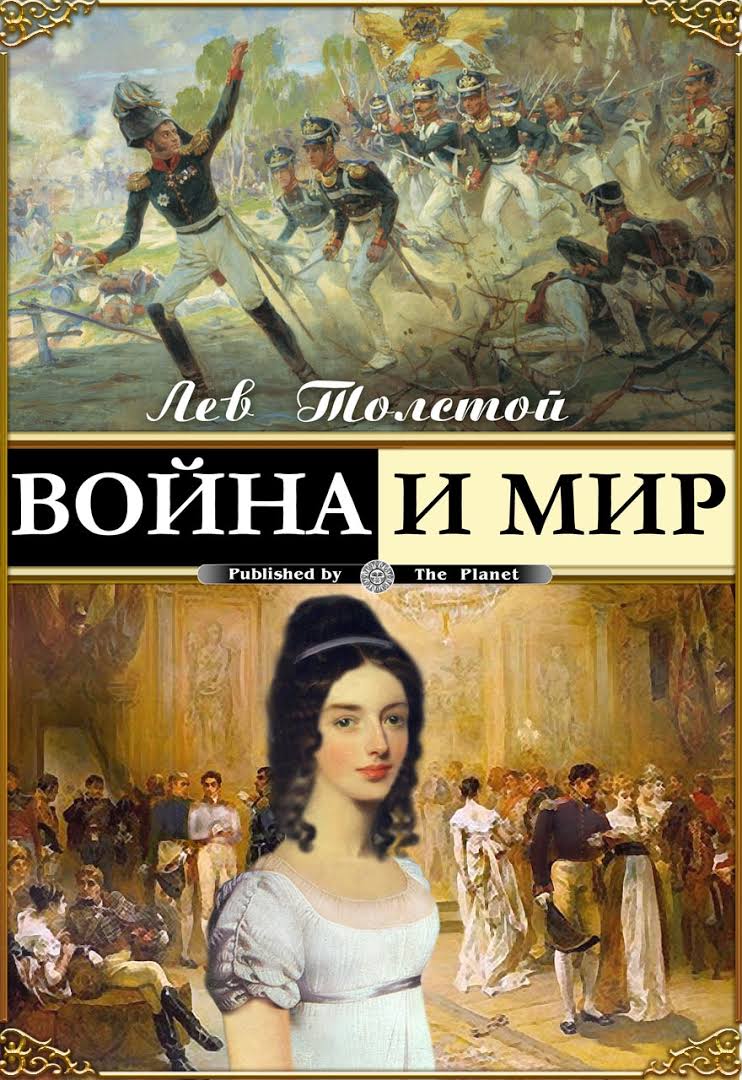 Лев Толстой
ВОЙНА И МИР
Published by The Planet